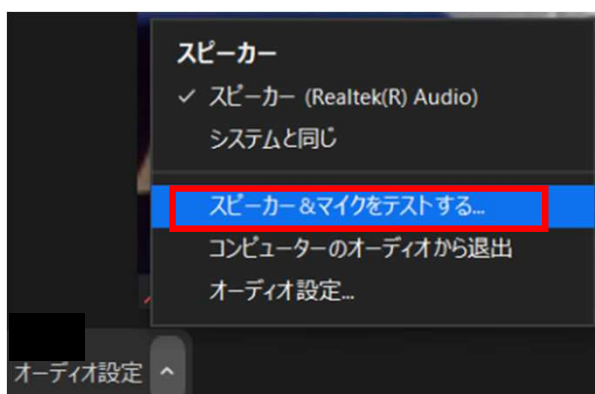 スピーカー
✓ スピーカー (Realtek(R) Audio)
システムと同じ
スピーカー&マイクをテストする...
コンピューターのオーディオから退出
オーディオ設定...
オーディオ設定 ^